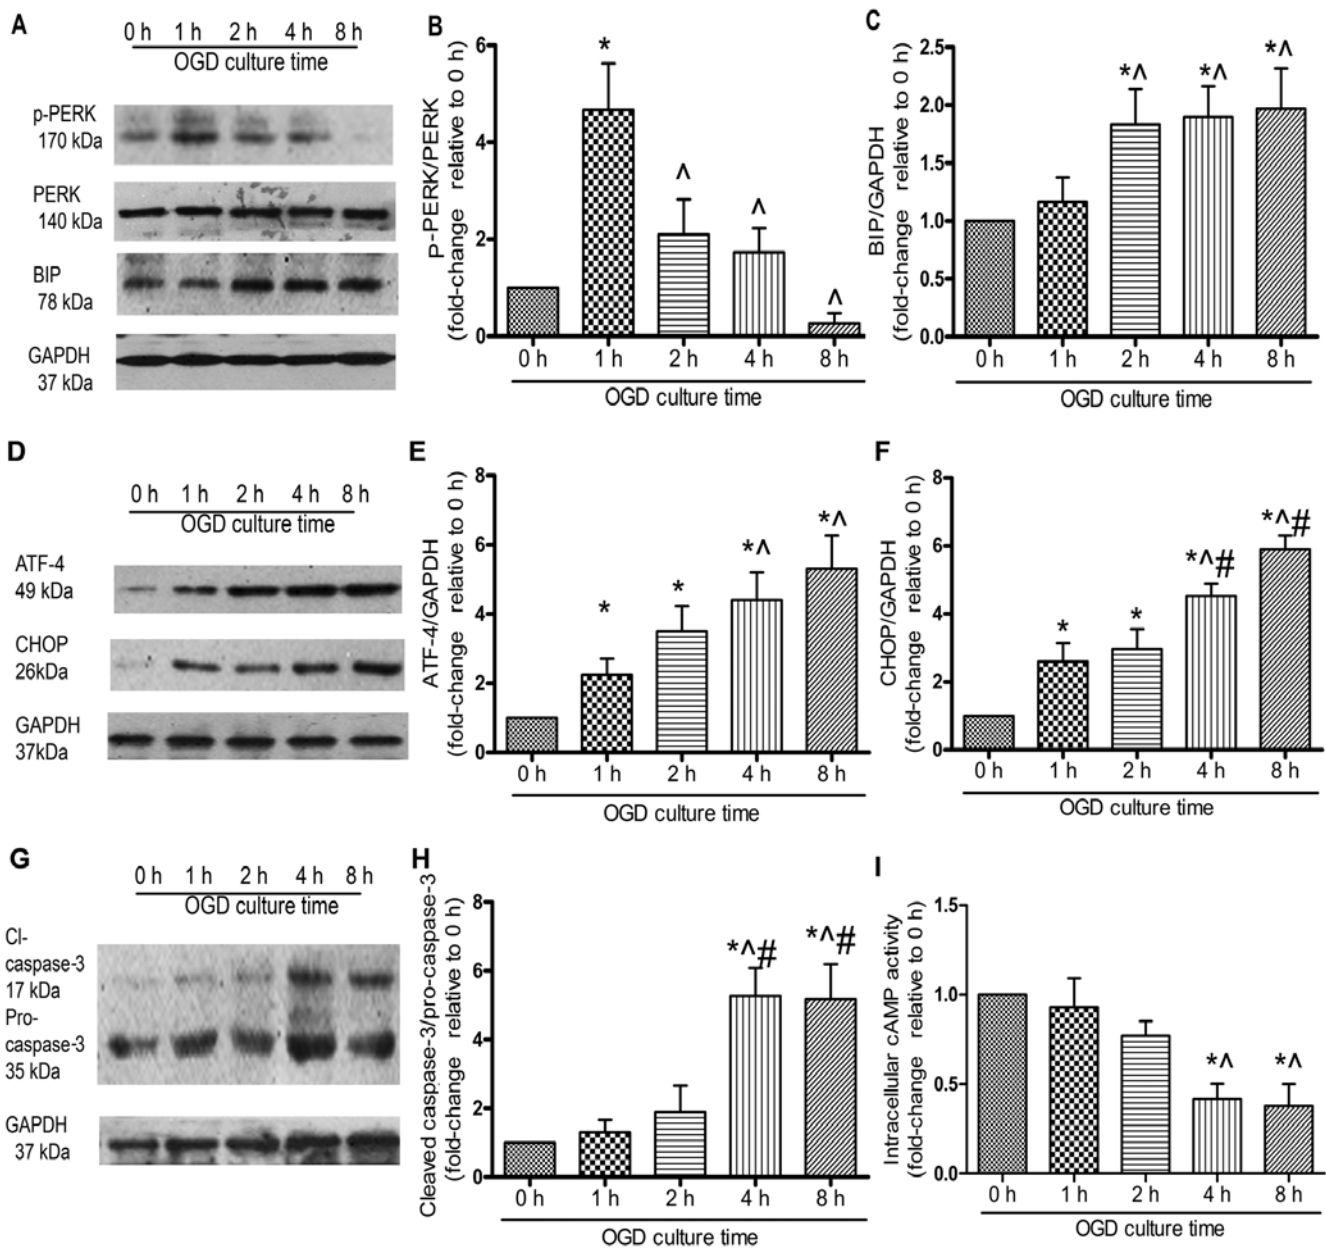 A
0 h 1 h 2 h 4 h 8 h
OGD culture time
p-PERK
170 kDa
PERK
140 kDa
BIP
78 kDa
GAPDH
37 kDa
B
p-PERK/PERK
(fold-change relative to 0 h)
6
4
2
0
*
^
^
^
0 h 1 h 2 h 4 h 8 h
OGD culture time
C
BIP/GAPDH
(fold-change relative to 0 h)
2.5
2.0
1.5
1.0
0.5
0.0
*^
*^
*^
0 h 1 h 2 h 4 h 8 h
OGD culture time
D
0 h 1 h 2 h 4 h 8 h
OGD culture time
ATF-4
49 kDa
CHOP
26kDa
GAPDH
37kDa
E
ATF-4/GAPDH
(fold-change relative to 0 h)
8
6
4
2
0
*
*
*^
*^
0 h 1 h 2 h 4 h 8 h
OGD culture time
F
CHOP/GAPDH
(fold-change relative to 0 h)
8
6
4
2
0
*
*
*^#
*^#
0 h 1 h 2 h 4 h 8 h
OGD culture time
G
0 h 1 h 2 h 4 h 8 h
OGD culture time
Cl-
caspase-3
17 kDa
Pro-
caspase-3
35 kDa
GAPDH
37 kDa
H
Cleaved caspase-3/pro-caspase-3
(fold-change relative to 0 h)
8
6
4
2
0
*^#
*^#
0 h 1 h 2 h 4 h 8 h
OGD culture time
I
Intracellular cAMP activity
(fold-change relative to 0 h)
1.5
1.0
0.5
0.0
*^
*^
0 h 1 h 2 h 4 h 8 h
OGD culture time